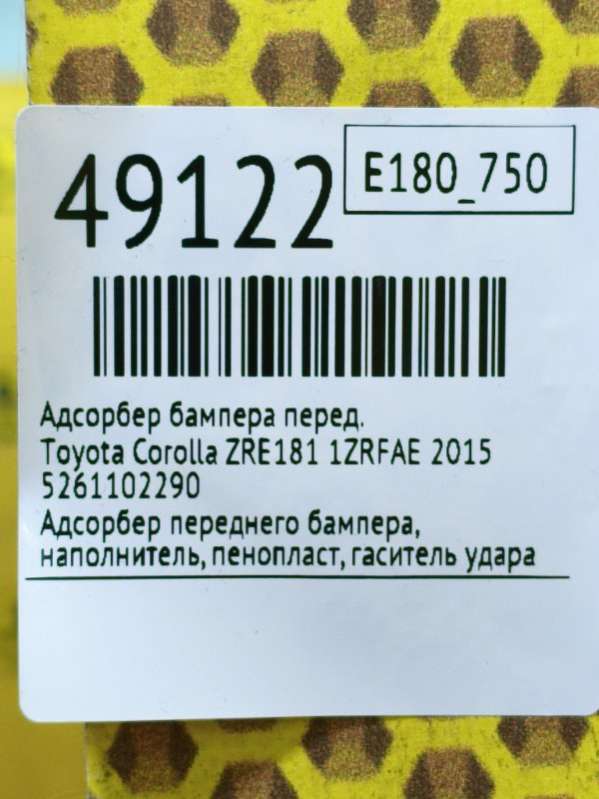 49122
E180_750
Адсорбер бампера перед.
Toyota Corolla ZRE181 1ZRFAE 2015
5261102290
Адсорбер переднего бампера,
наполнитель, пенопласт, гаситель удара